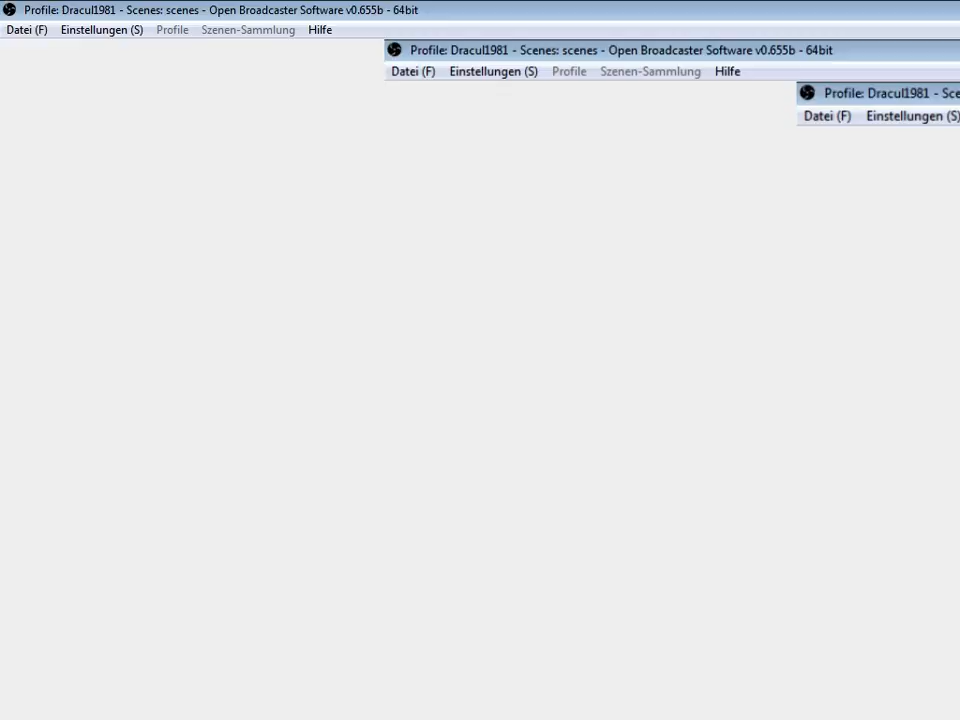 Profile: Dracul1981 - Scenes: scenes - Open Broadcaster Software v0.655b - 64bit
Datei (F) Einstellungen (S) Profile Szenen-Sammlung Hilfe
Profile: Dracul1981 - Scenes: scenes - Open Broadcaster Software v0.655b - 64bit
Datei (F) Einstellungen (S) Profile Szenen-Sammlung Hilfe
Profile: Dracul1981 - Sce
Datei (F) Einstellungen (S)